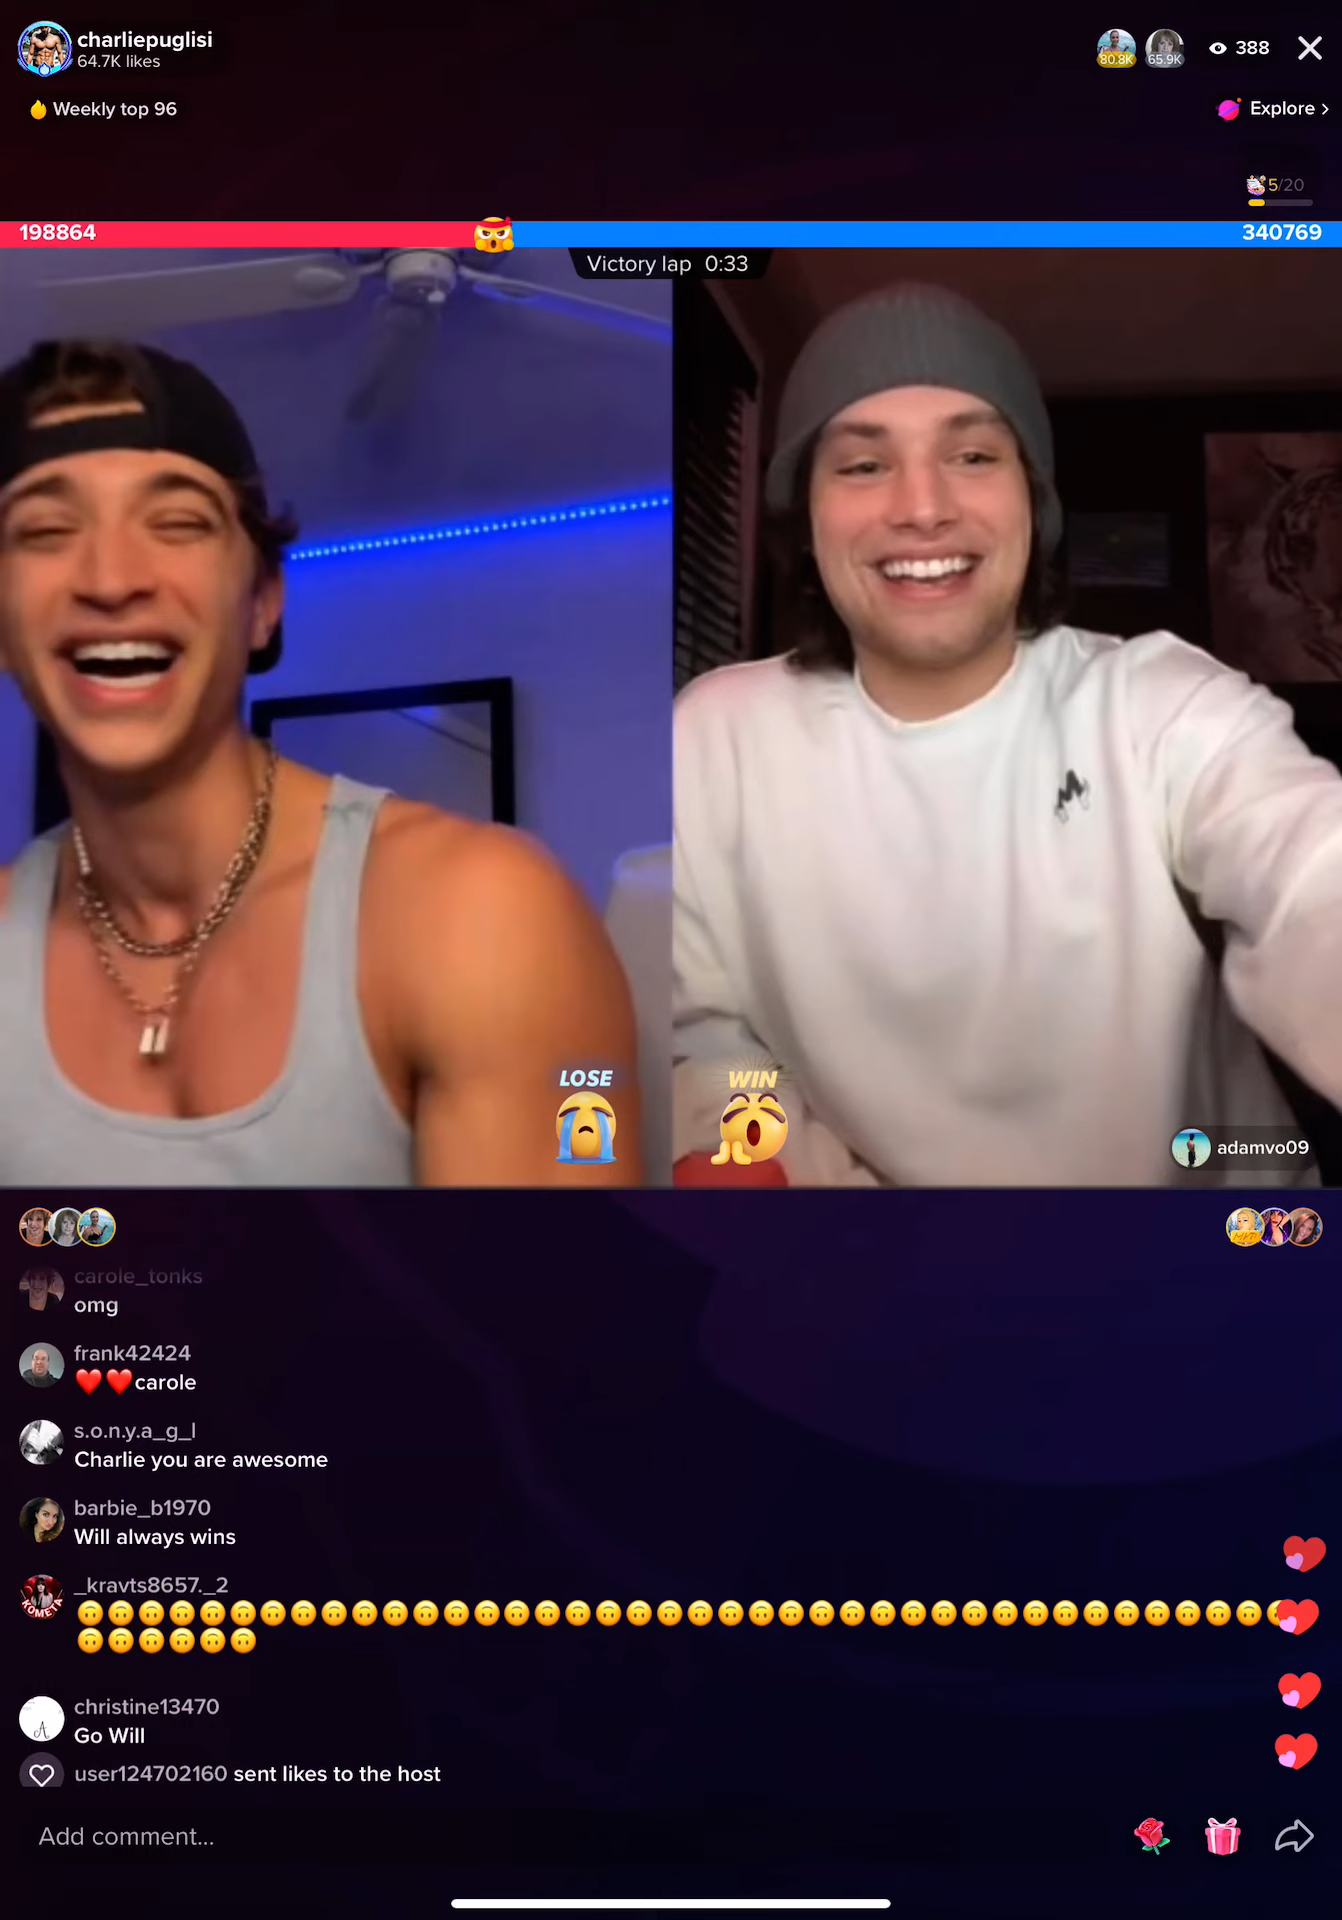 charliepuglisi
64.7K likes
80.8K
65.9K
388
Weekly top 96
Explore >
5/20
198864
340769
Victory lap 0:33
LOSE
WIN
adamvo09
MVP
carole_tonks
omg
frank42424
❤️❤️carole
s.o.n.y.a_g_l
Charlie you are awesome
barbie_b1970
Will always wins
_kravts8657._2
KOMETA
christine13470
A
Go Will
user124702160 sent likes to the host
Add comment...